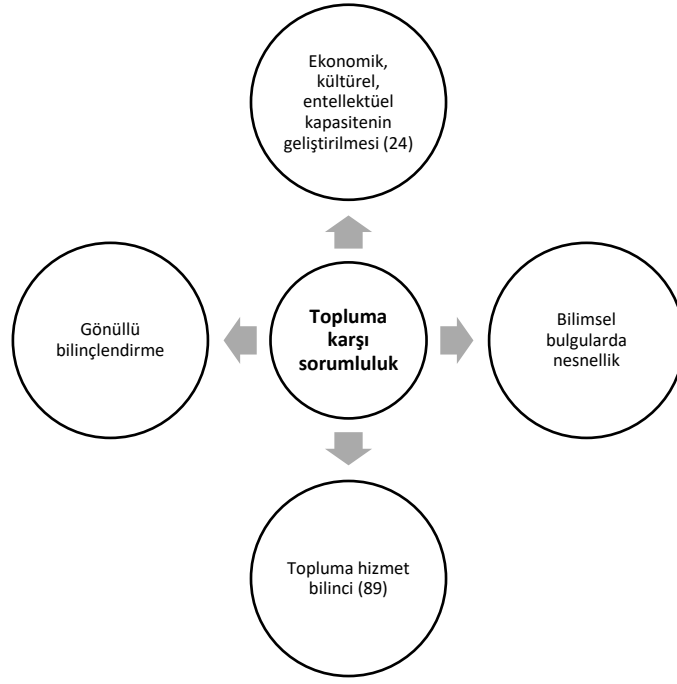 Ekonomik,
kültürel,
entellektüel
kapasitenin
geliştirilmesi (24)
Gönüllü
bilinçlendirme
Topluma
karşı
sorumluluk
Bilimsel
bulgularda
nesnellik
Topluma hizmet
bilinci (89)